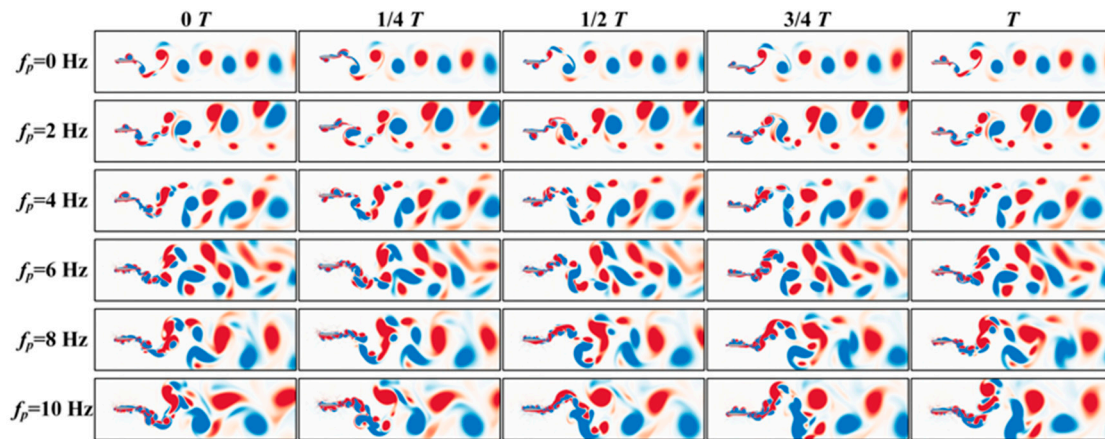 0 T 1/4 T 1/2 T 3/4 T T
fp=0 Hz
fp=2 Hz
fp=4 Hz
fp=6 Hz
fp=8 Hz
fp=10 Hz